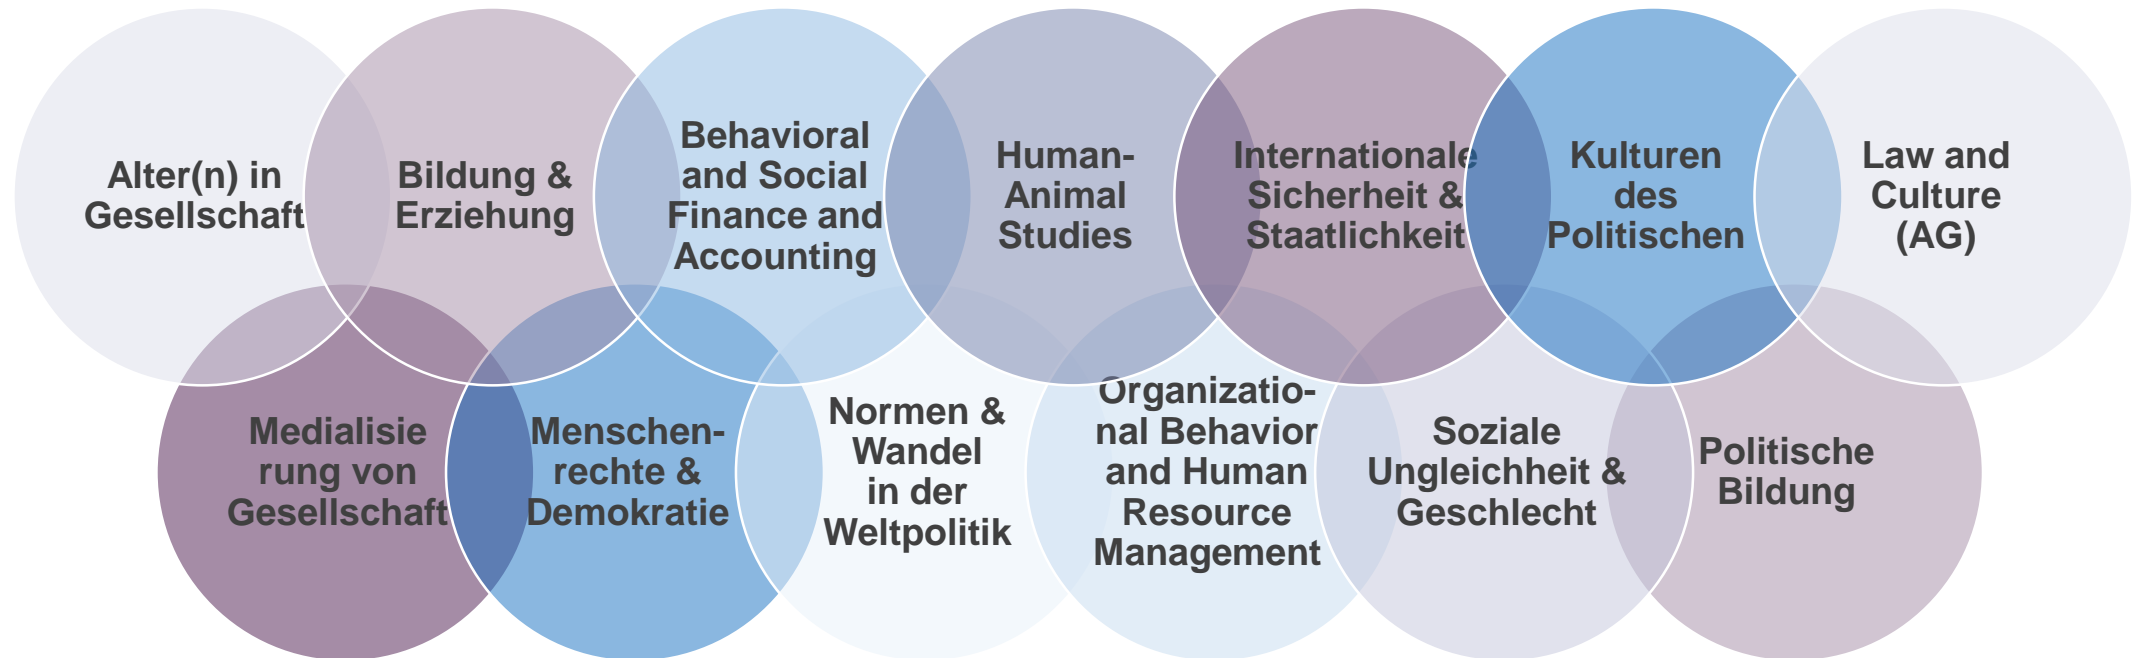 Alter(n) in
Gesellschaft
Bildung &
Erziehung
Behavioral
and Social
Finance and
Accounting
Human-
Animal
Studies
Internationale
Sicherheit &
Staatlichkeit
Kulturen
des
Politischen
Law and
Culture
(AG)
Medialisie
rung von
Gesellschaft
Menschen-
rechte &
Demokratie
Normen &
Wandel
in der
Weltpolitik
Organizatio-
nal Behavior
and Human
Resource
Management
Soziale
Ungleichheit &
Geschlecht
Politische
Bildung